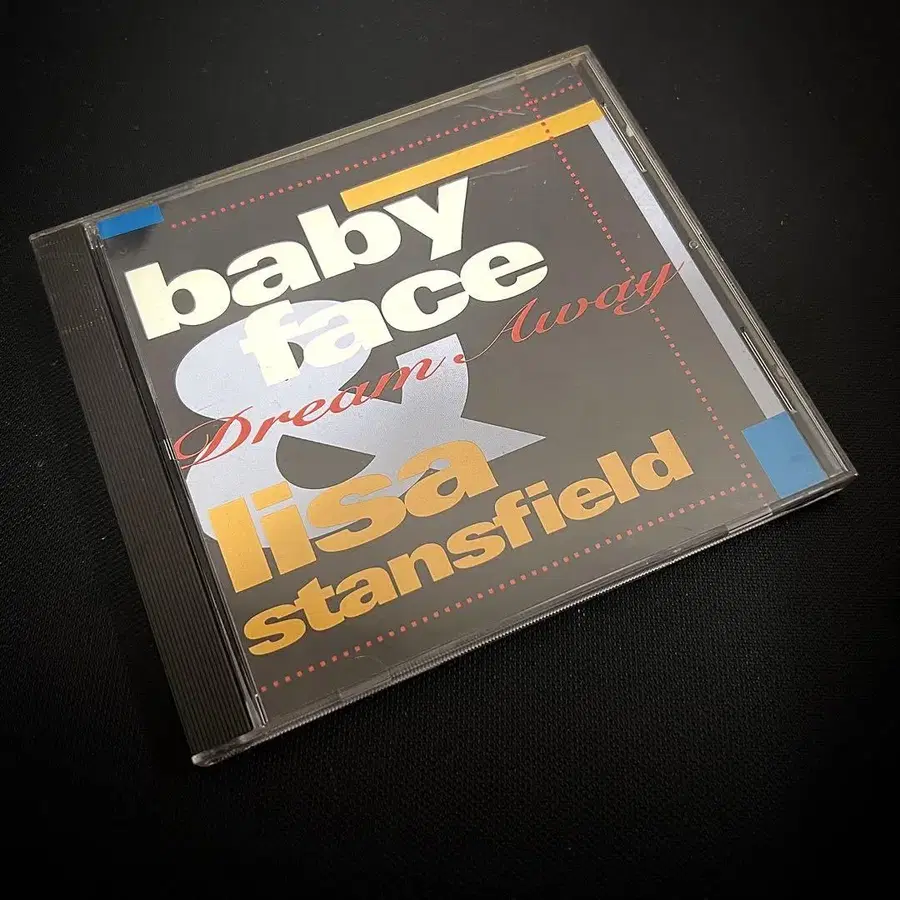 baby
face
&
Dream Away
lisa
stansfield